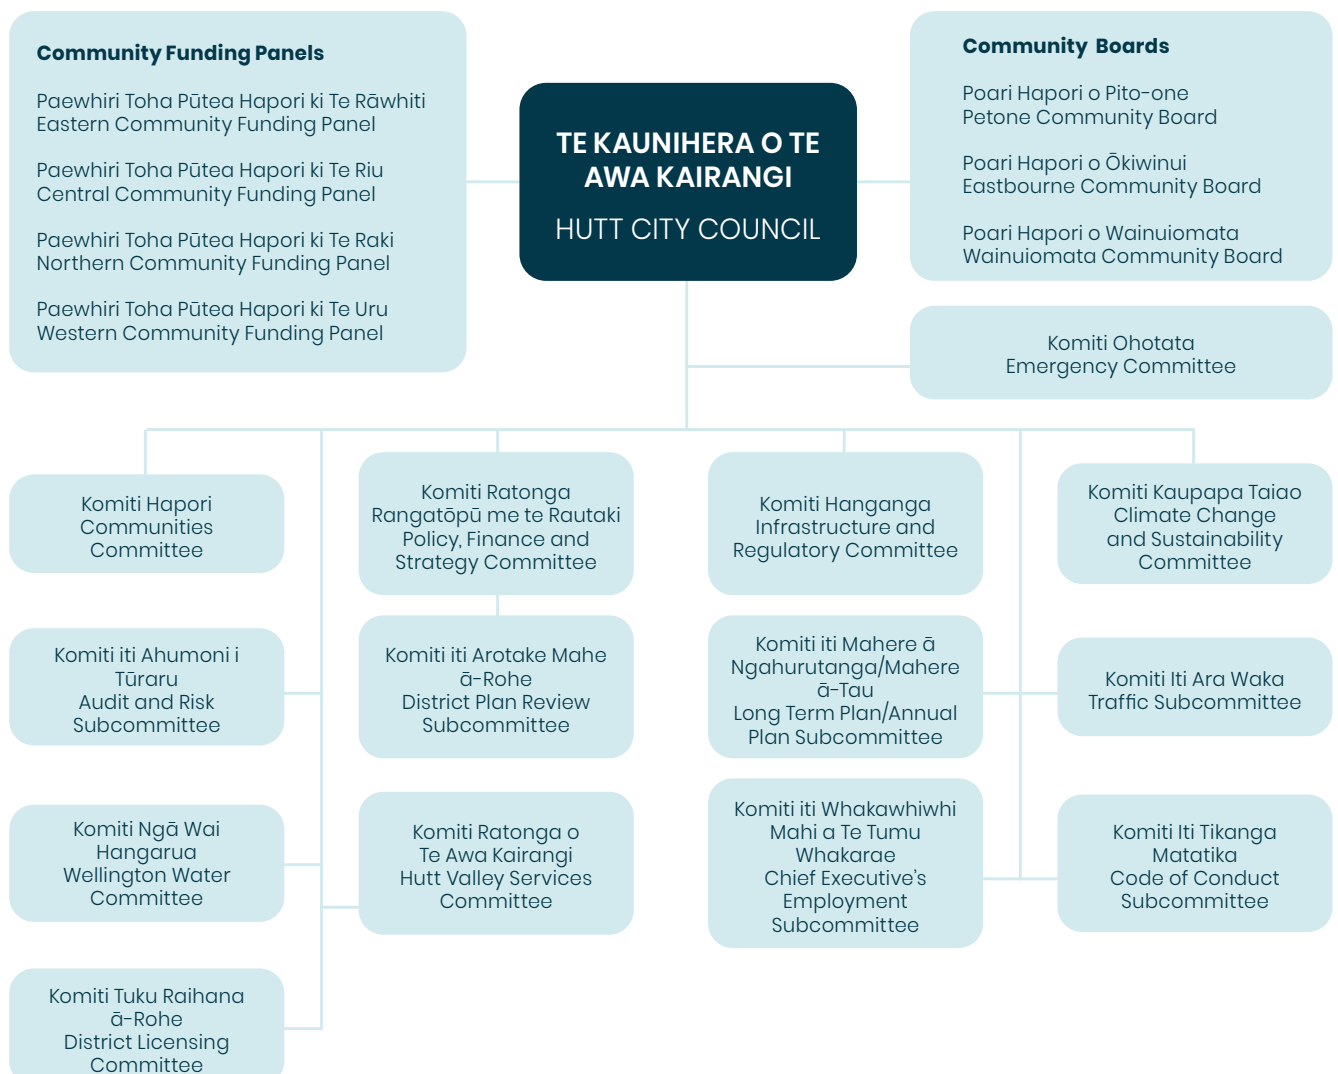 Community Funding Panels
Paewhiri Toha Pūtea Hapori ki Te Rāwhiti
Eastern Community Funding Panel
Paewhiri Toha Pūtea Hapori ki Te Riu
Central Community Funding Panel
Paewhiri Toha Pūtea Hapori ki Te Raki
Northern Community Funding Panel
Paewhiri Toha Pūtea Hapori ki Te Uru
Western Community Funding Panel
TE KAUNIHERA O TE
AWA KAIRANGI
HUTT CITY COUNCIL
Community Boards
Poari Hapori o Pito-one
Petone Community Board
Poari Hapori o Ōkiwinui
Eastbourne Community Board
Poari Hapori o Wainuiomata
Wainuiomata Community Board
Komiti Ohotata
Emergency Committee
Komiti Hapori
Communities
Committee
Komiti Ratonga
Rangatōpū me te Rautaki
Policy, Finance and
Strategy Committee
Komiti Hanganga
Infrastructure and
Regulatory Committee
Komiti Kaupapa Taiao
Climate Change
and Sustainability
Committee
Komiti iti Ahumoni i
Tūraru
Audit and Risk
Subcommittee
Komiti iti Arotake Mahe
ā-Rohe
District Plan Review
Subcommittee
Komiti iti Mahere ā
Ngahurutanga/Mahere
ā-Tau
Long Term Plan/Annual
Plan Subcommittee
Komiti Iti Ara Waka
Traffic Subcommittee
Komiti Ngā Wai
Hangarua
Wellington Water
Committee
Komiti Ratonga o
Te Awa Kairangi
Hutt Valley Services
Committee
Komiti iti Whakawhiwhi
Mahi a Te Tumu
Whakarae
Chief Executive's
Employment
Subcommittee
Komiti Iti Tikanga
Matatika
Code of Conduct
Subcommittee
Komiti Tuku Raihana
ā-Rohe
District Licensing
Committee